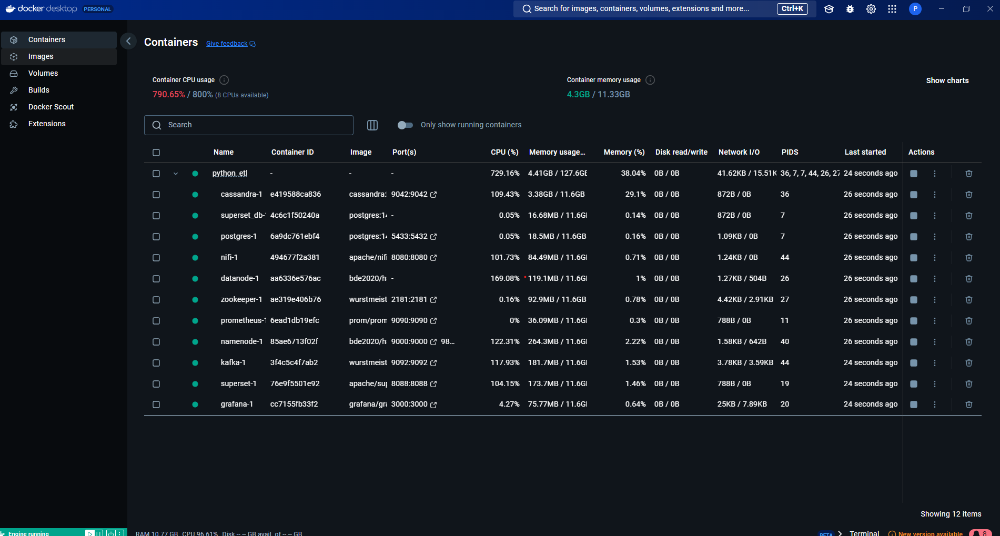 docker desktop PERSONAL
Search for images, containers, volumes, extensions and more... Ctrl+K
P
Containers
Images
Volumes
Builds
Docker Scout
Extensions
Containers Give feedback
Container CPU usage
790.65% / 800% (8 CPUs available)
Container memory usage
4.3GB / 11.33GB
Show charts
Search
Only show running containers
Name Container ID Image Port(s) CPU (%) Memory usage... Memory (%) Disk read/write Network I/O PIDS Last started Actions
python_etl - - - 729.16% 4.41GB / 127.6GB 38.04% 0B / 0B 41.62KB / 15.51K 36, 7, 7, 44, 26, 27 24 seconds ago
cassandra-1 e419588ca836 cassandra: 9042:9042 109.43% 3.38GB / 11.6GB 29.1% 0B / 0B 872B / 0B 36 26 seconds ago
superset_db- 4c6c1f50240a postgres:14 - 0.05% 16.68MB / 11.6G 0.14% 0B / 0B 872B / 0B 7 26 seconds ago
postgres-1 6a9dc761ebf4 postgres:14 5433:5432 0.05% 18.5MB / 11.6GB 0.16% 0B / 0B 1.09KB / 0B 7 26 seconds ago
nifi-1 494677f2a381 apache/nifi 8080:8080 101.73% 84.49MB / 11.6G 0.71% 0B / 0B 1.24KB / 0B 44 26 seconds ago
datanode-1 aa6336e576ac bde2020/ha - 169.08% 119.1MB / 11.6G 1% 0B / 0B 1.27KB / 504B 26 26 seconds ago
zookeeper-1 ae319e406b76 wurstmeist 2181:2181 0.16% 92.9MB / 11.6GB 0.78% 0B / 0B 4.42KB / 2.91KB 27 26 seconds ago
prometheus-1 6ead1db19efc prom/prom 9090:9090 0% 36.09MB / 11.6G 0.3% 0B / 0B 788B / 0B 11 26 seconds ago
namenode-1 85ae6713f02f bde2020/ha 9000:9000 98... 122.31% 264.3MB / 11.6G 2.22% 0B / 0B 1.58KB / 642B 40 26 seconds ago
kafka-1 3f4c5c4f7ab2 wurstmeist 9092:9092 117.93% 181.7MB / 11.6G 1.53% 0B / 0B 3.78KB / 3.59KB 44 24 seconds ago
superset-1 76e9f5501e92 apache/sup 8088:8088 104.15% 173.7MB / 11.6G 1.46% 0B / 0B 788B / 0B 19 24 seconds ago
grafana-1 cc7155fb33f2 grafana/gra 3000:3000 4.27% 75.77MB / 11.6G 0.64% 0B / 0B 25KB / 7.89KB 20 24 seconds ago
Showing 12 items
Engine running RAM 10.77 GB CPU 96.61% Disk -.-- GB avail. of -.-- GB BETA Terminal New version available 8